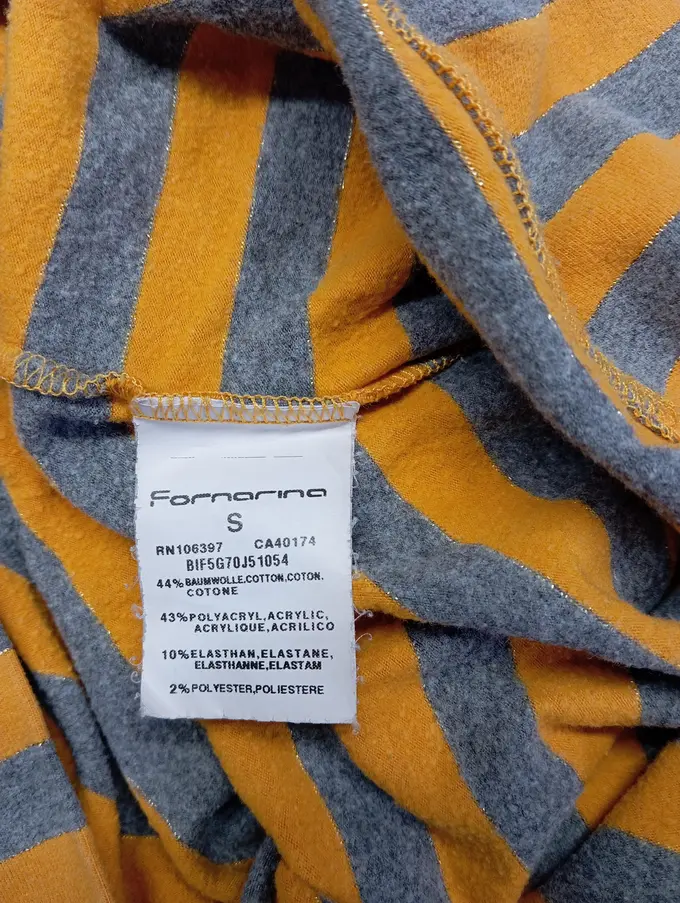 Fornarina
S
RN106397 CA40174
BIF5G70J51054
44% BAUMWOLLE,COTTON,COTON,
COTONE
43%POLYACRYL,ACRYLIC,
ACRYLIQUE,ACRILICO
10%ELASTHAN,ELASTANE,
ELASTHANNE,ELASTAM
2%POLYESTER,POLIESTERE